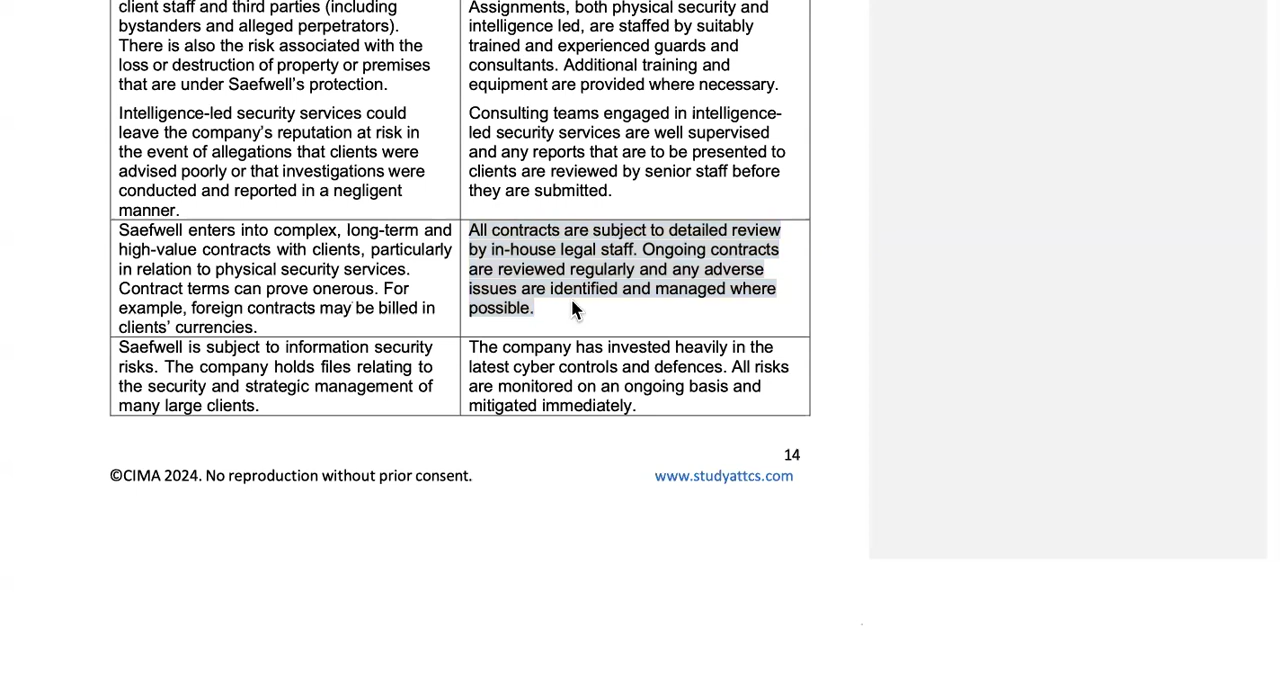 client staff and third parties (including
bystanders and alleged perpetrators).
There is also the risk associated with the
loss or destruction of property or premises
that are under Saefwell's protection.
Intelligence-led security services could
leave the company's reputation at risk in
the event of allegations that clients were
advised poorly or that investigations were
conducted and reported in a negligent
manner.
Assignments, both physical security and
intelligence led, are staffed by suitably
trained and experienced guards and
consultants. Additional training and
equipment are provided where necessary.
Consulting teams engaged in intelligence-
led security services are well supervised
and any reports that are to be presented to
clients are reviewed by senior staff before
they are submitted.
Saefwell enters into complex, long-term and
high-value contracts with clients, particularly
in relation to physical security services.
Contract terms can prove onerous. For
example, foreign contracts may be billed in
clients' currencies.
All contracts are subject to detailed review
by in-house legal staff. Ongoing contracts
are reviewed regularly and any adverse
issues are identified and managed where
possible.
Saefwell is subject to information security
risks. The company holds files relating to
the security and strategic management of
many large clients.
The company has invested heavily in the
latest cyber controls and defences. All risks
are monitored on an ongoing basis and
mitigated immediately.
14
©CIMA 2024. No reproduction without prior consent.
www.studyattcs.com